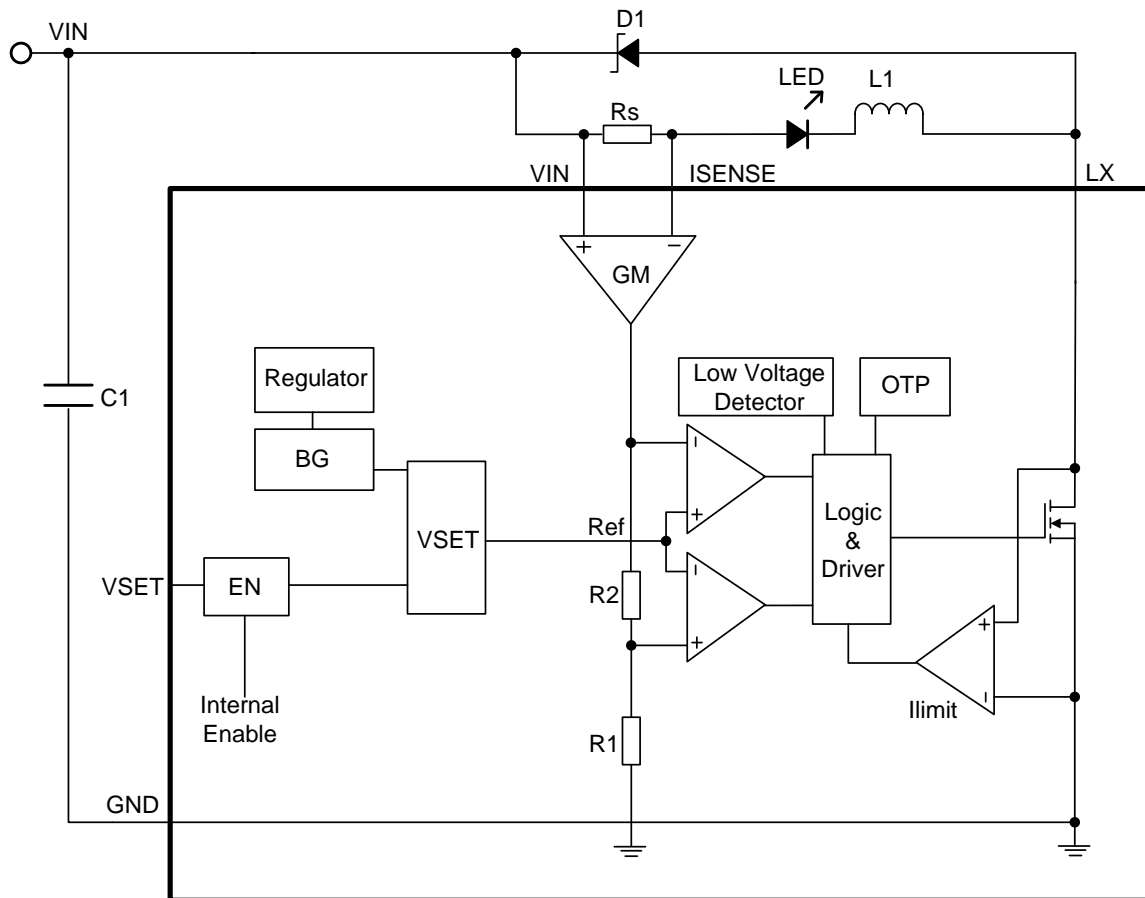 D1
VIN
LED
L1
Rs
VIN
ISENSE
LX
+
−
GM
Regulator
Low Voltage
Detector
OTP
C1
BG
VSET
Ref
Logic
&
Driver
VSET
EN
R2
Internal
Enable
R1
Ilimit
GND